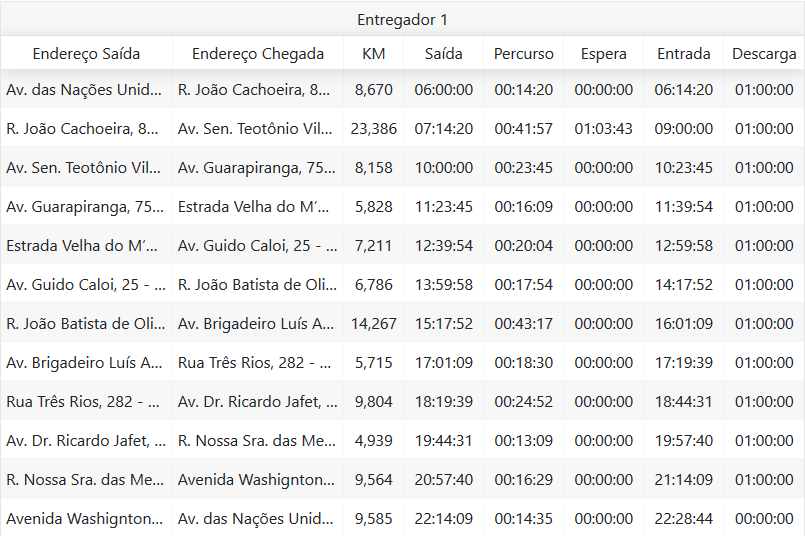 Entregador 1
Endereço Saída Endereço Chegada KM Saída Percurso Espera Entrada Descarga
Av. das Nações Unid... R. João Cachoeira, 8... 8,670 06:00:00 00:14:20 00:00:00 06:14:20 01:00:00
R. João Cachoeira, 8... Av. Sen. Teotônio Vil... 23,386 07:14:20 00:41:57 01:03:43 09:00:00 01:00:00
Av. Sen. Teotônio Vil... Av. Guarapiranga, 75... 8,158 10:00:00 00:23:45 00:00:00 10:23:45 01:00:00
Av. Guarapiranga, 75... Estrada Velha do M'... 5,828 11:23:45 00:16:09 00:00:00 11:39:54 01:00:00
Estrada Velha do M'... Av. Guido Caloi, 25 - ... 7,211 12:39:54 00:20:04 00:00:00 12:59:58 01:00:00
Av. Guido Caloi, 25 - ... R. João Batista de Oli... 6,786 13:59:58 00:17:54 00:00:00 14:17:52 01:00:00
R. João Batista de Oli... Av. Brigadeiro Luís A... 14,267 15:17:52 00:43:17 00:00:00 16:01:09 01:00:00
Av. Brigadeiro Luís A... Rua Três Rios, 282 - ... 5,715 17:01:09 00:18:30 00:00:00 17:19:39 01:00:00
Rua Três Rios, 282 - ... Av. Dr. Ricardo Jafet, ... 9,804 18:19:39 00:24:52 00:00:00 18:44:31 01:00:00
Av. Dr. Ricardo Jafet, ... R. Nossa Sra. das Me... 4,939 19:44:31 00:13:09 00:00:00 19:57:40 01:00:00
R. Nossa Sra. das Me... Avenida Washignton... 9,564 20:57:40 00:16:29 00:00:00 21:14:09 01:00:00
Avenida Washignton... Av. das Nações Unid... 9,585 22:14:09 00:14:35 00:00:00 22:28:44 00:00:00